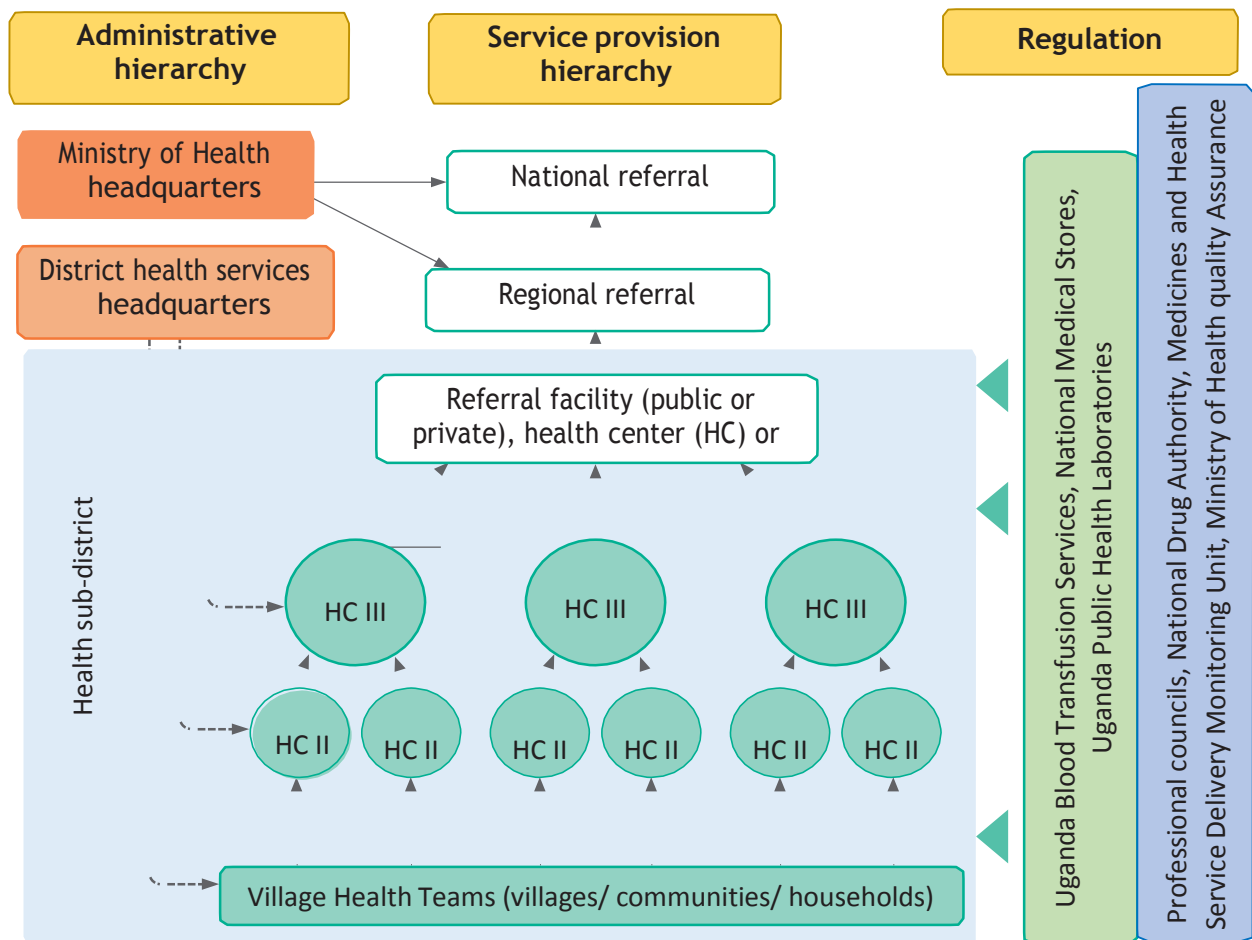 Administrative
hierarchy
Service provision
hierarchy
Regulation
Ministry of Health
headquarters
National referral
District health services
headquarters
Regional referral
Referral facility (public or
private), health center (HC) or
Health sub-district
HC III
HC III
HC III
HC II
HC II
HC II
HC II
HC II
HC II
Village Health Teams (villages/ communities/ households)
Uganda Blood Transfusion Services, National Medical Stores,
Uganda Public Health Laboratories
Professional councils, National Drug Authority, Medicines and Health
Service Delivery Monitoring Unit, Ministry of Health quality Assurance